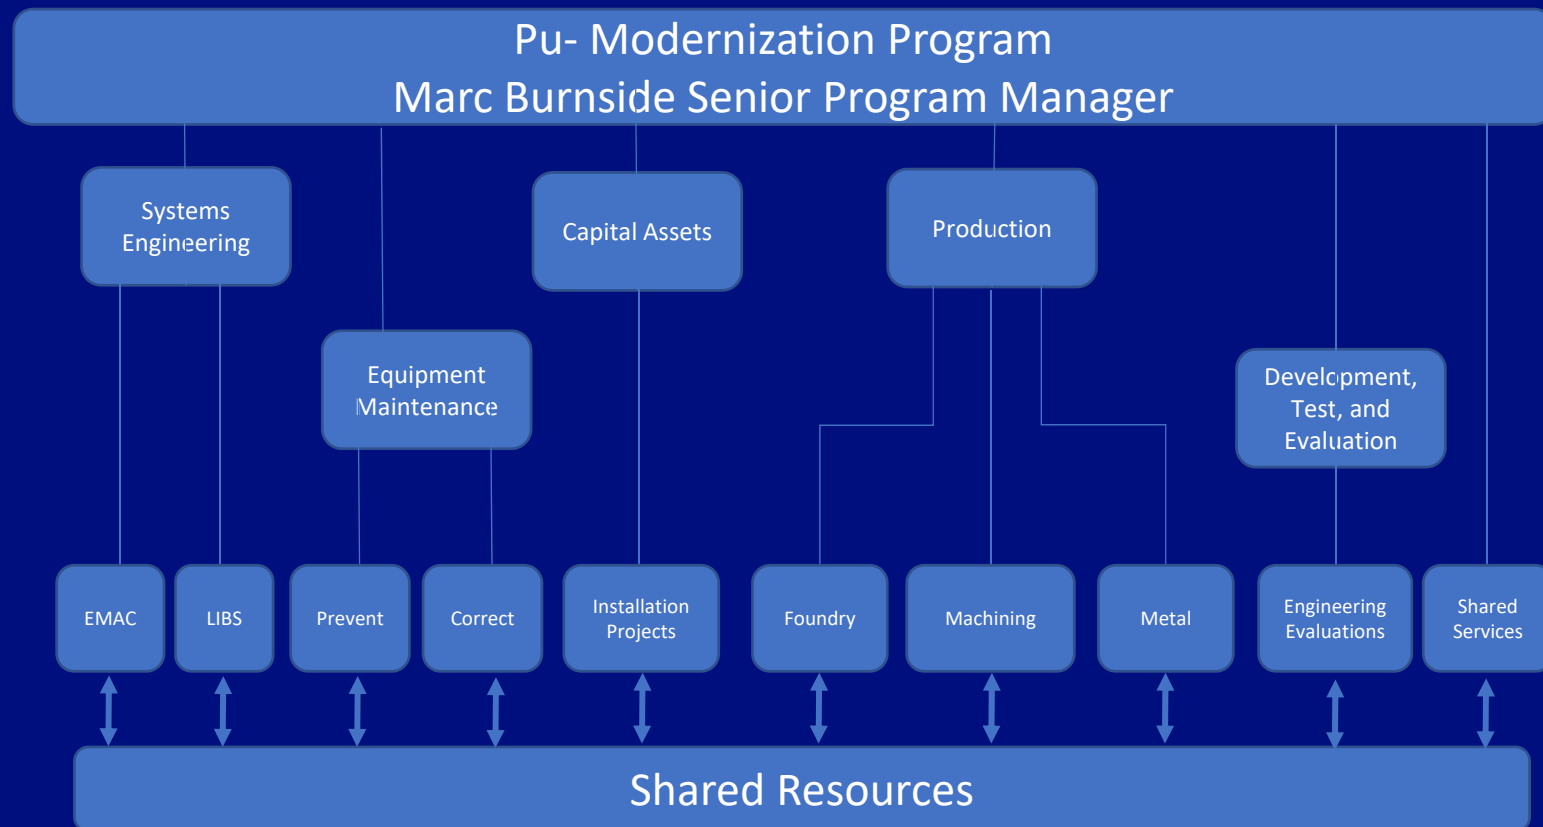 Pu- Modernization Program
Marc Burnside Senior Program Manager
Systems
Engineering
Capital Assets
Production
Equipment
Maintenance
Development,
Test, and
Evaluation
EMAC
LIBS
Prevent
Correct
Installation
Projects
Foundry
Machining
Metal
Engineering
Evaluations
Shared
Services
Shared Resources